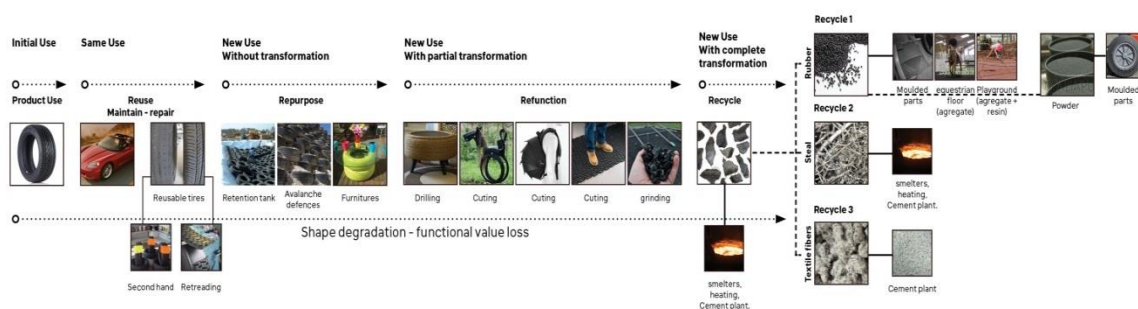 Initial Use
Same Use
New Use
Without transformation
New Use
With partial transformation
New Use
With complete
transformation
Product Use
Reuse
Maintain - repair
Repurpose
Refunction
Recycle
Reusable tires
Retention tank
Avalanche
defences
Furnitures
Drilling
Cuting
Cuting
Cuting
grinding
Shape degradation - functional value loss
Second hand
Retreading
smelters,
heating,
Cement plant.
Recycle 1
Rubber
Moulded
parts
equestrian
floor
(agregate)
Playground
(agregate +
resin)
Powder
Moulded
parts
Recycle 2
Steal
smelters,
heating,
Cement plant.
Recycle 3
Textile fibers
Cement plant